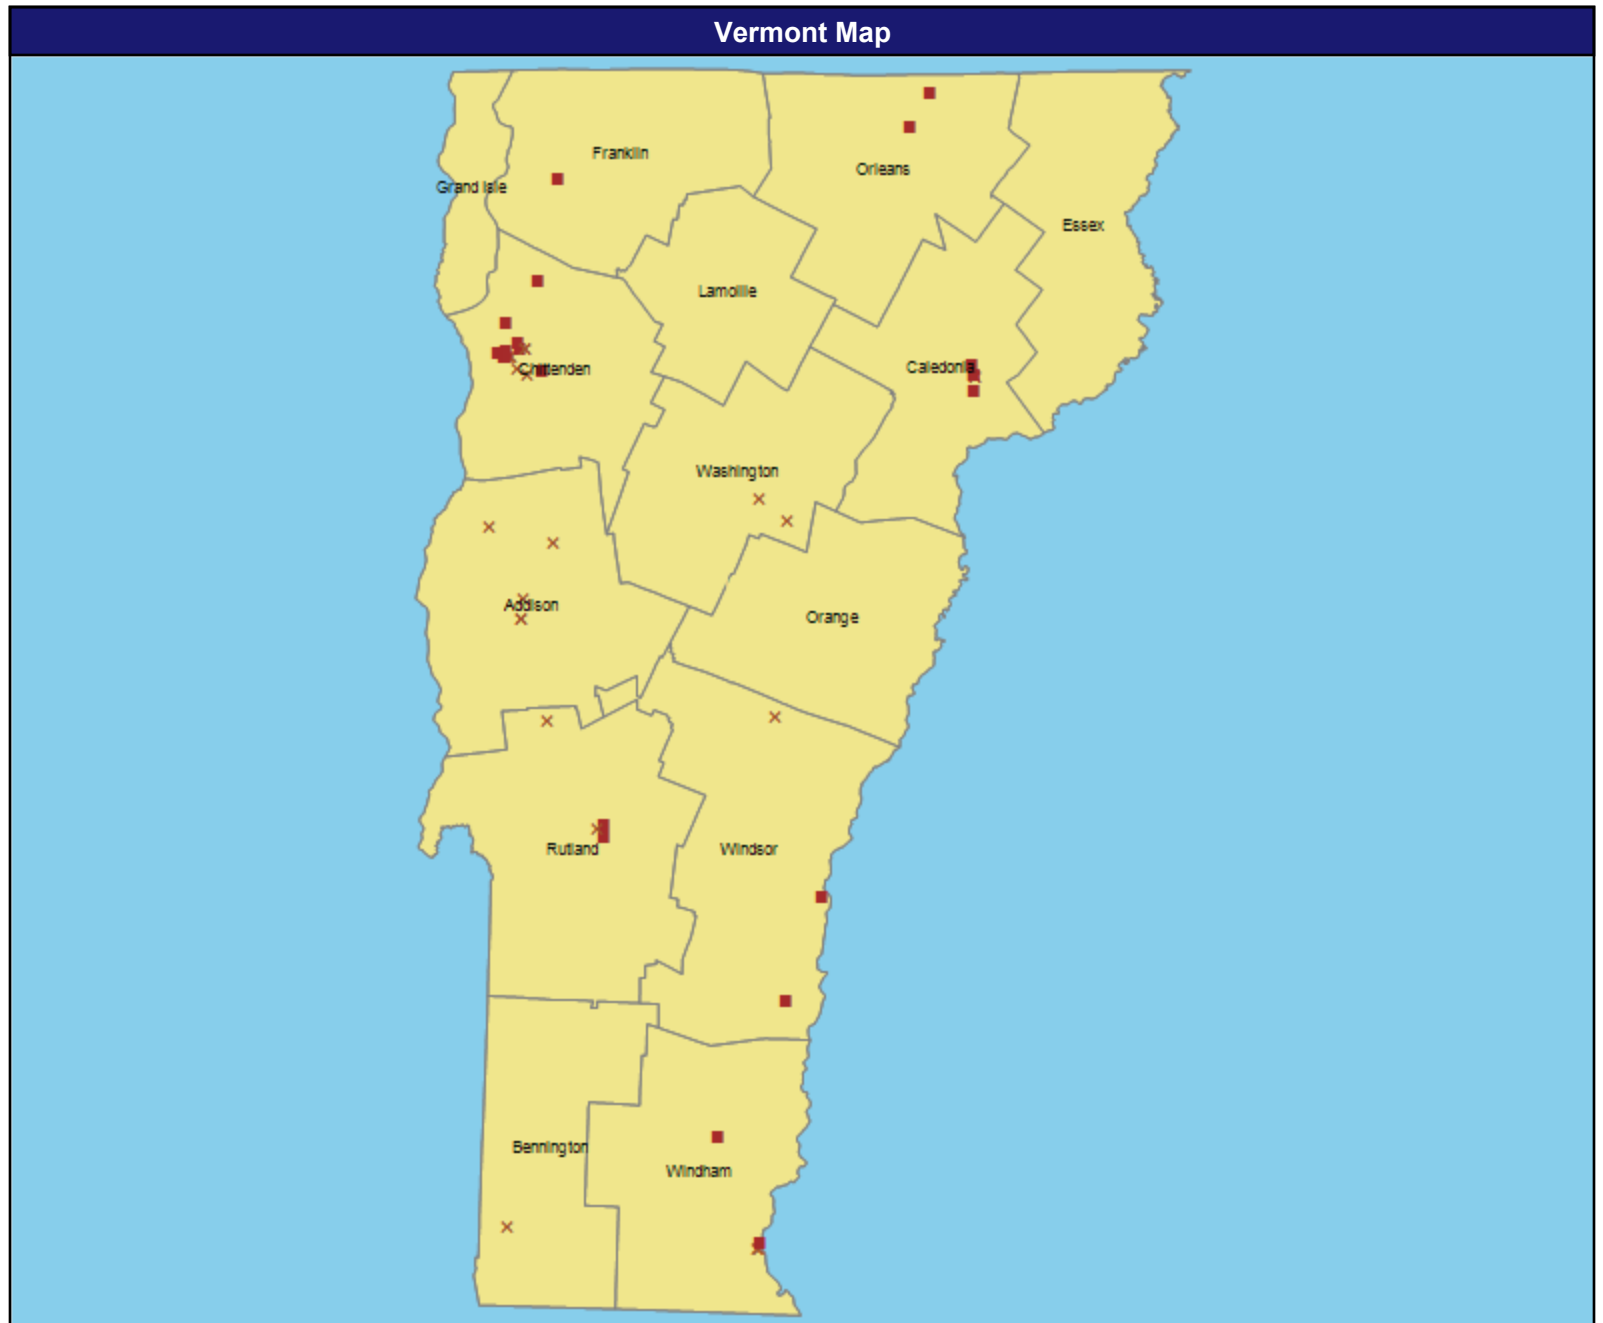 Vermont Map
Franklin
Orleans
Grand Isle
Essex
Lamoille
Chittenden
Caledonia
Washington
Addison
Orange
Rutland
Windsor
Bennington
Windham